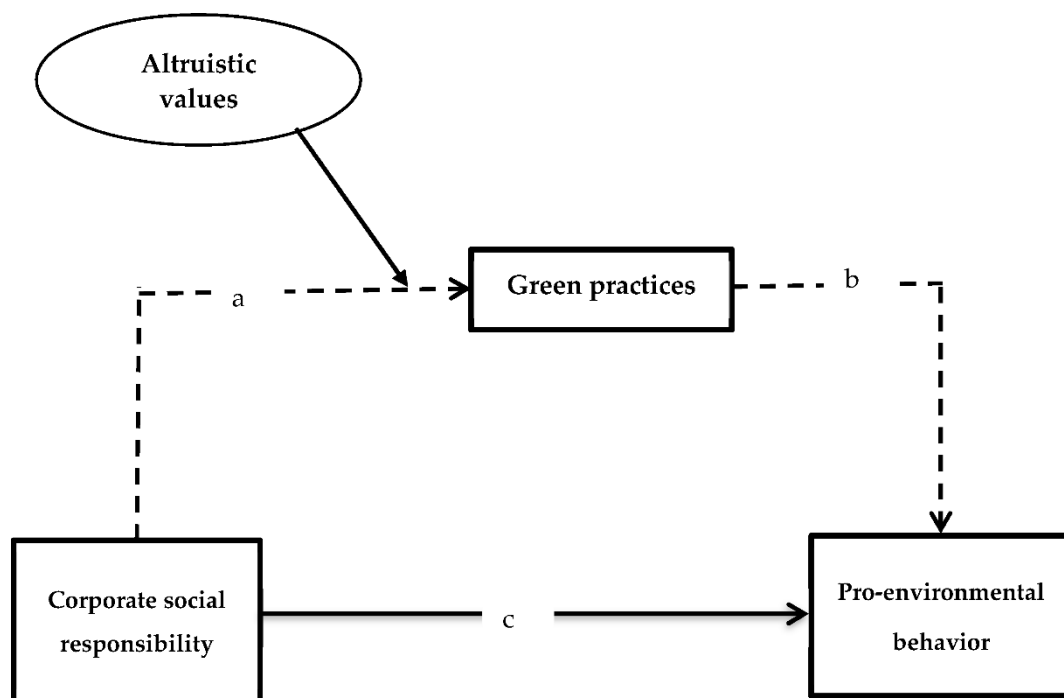 Altruistic
values
Green practices
a
b
Corporate social
responsibility
c
Pro-environmental
behavior